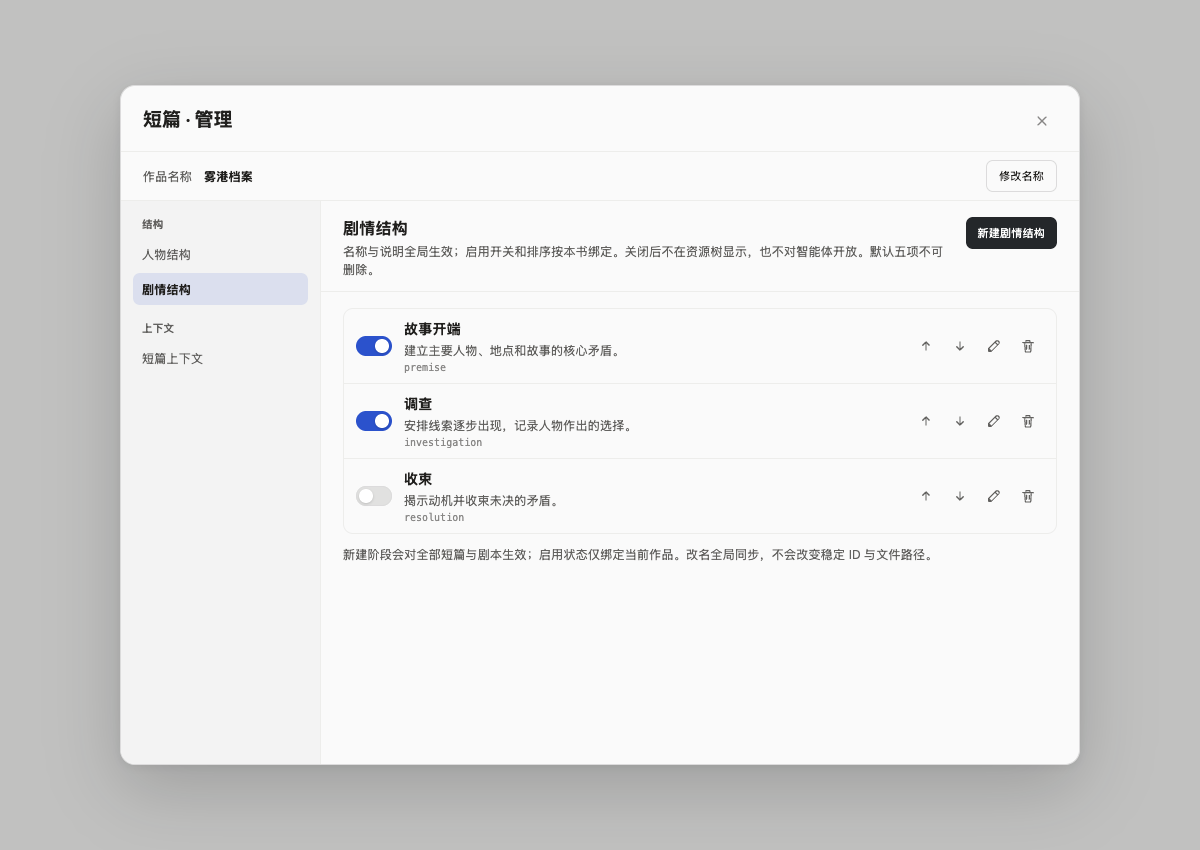 短篇 · 管理
作品名称 雾港档案
修改名称
结构
人物结构
剧情结构
上下文
短篇上下文
剧情结构
新建剧情结构
名称与说明全局生效；启用开关和排序按本书绑定。关闭后不在资源树显示，也不对智能体开放。默认五项不可
删除。
故事开端
建立主要人物、地点和故事的核心矛盾。
premise
调查
安排线索逐步出现，记录人物作出的选择。
investigation
收束
揭示动机并收束未决的矛盾。
resolution
新建阶段会对全部短篇与剧本生效；启用状态仅绑定当前作品。改名全局同步，不会改变稳定 ID 与文件路径。